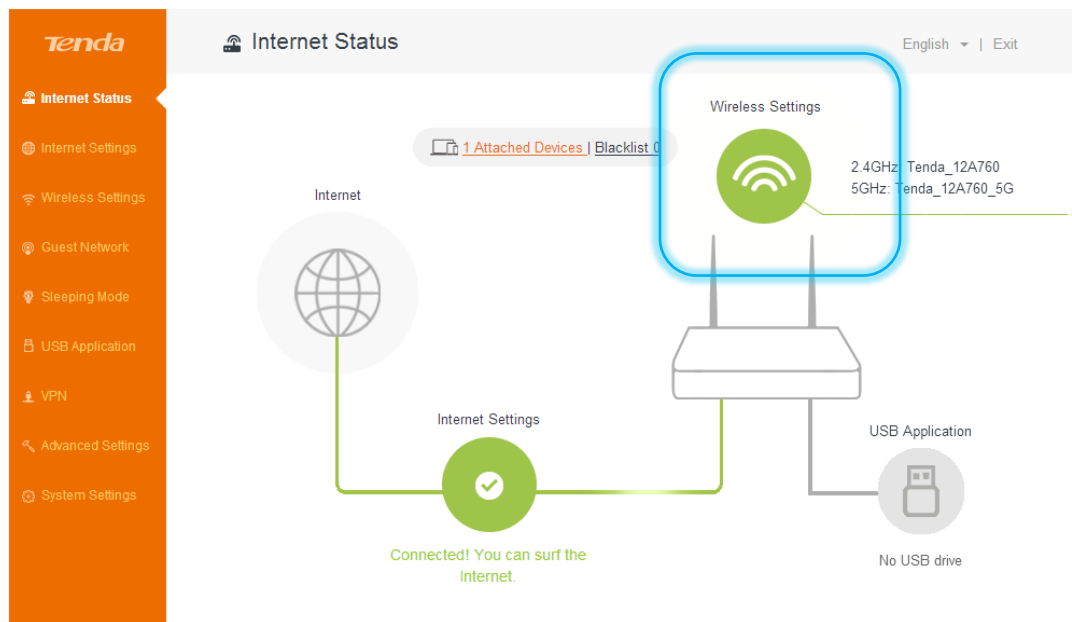 Tenda
Internet Status
English | Exit
Internet Status
Internet Settings
Wireless Settings
Guest Network
Sleeping Mode
USB Application
VPN
Advanced Settings
System Settings
Wireless Settings
1 Attached Devices | Blacklist 0
2.4GHz: Tenda_12A760
5GHz: Tenda_12A760_5G
Internet
Internet Settings
Connected! You can surf the
Internet.
USB Application
No USB drive